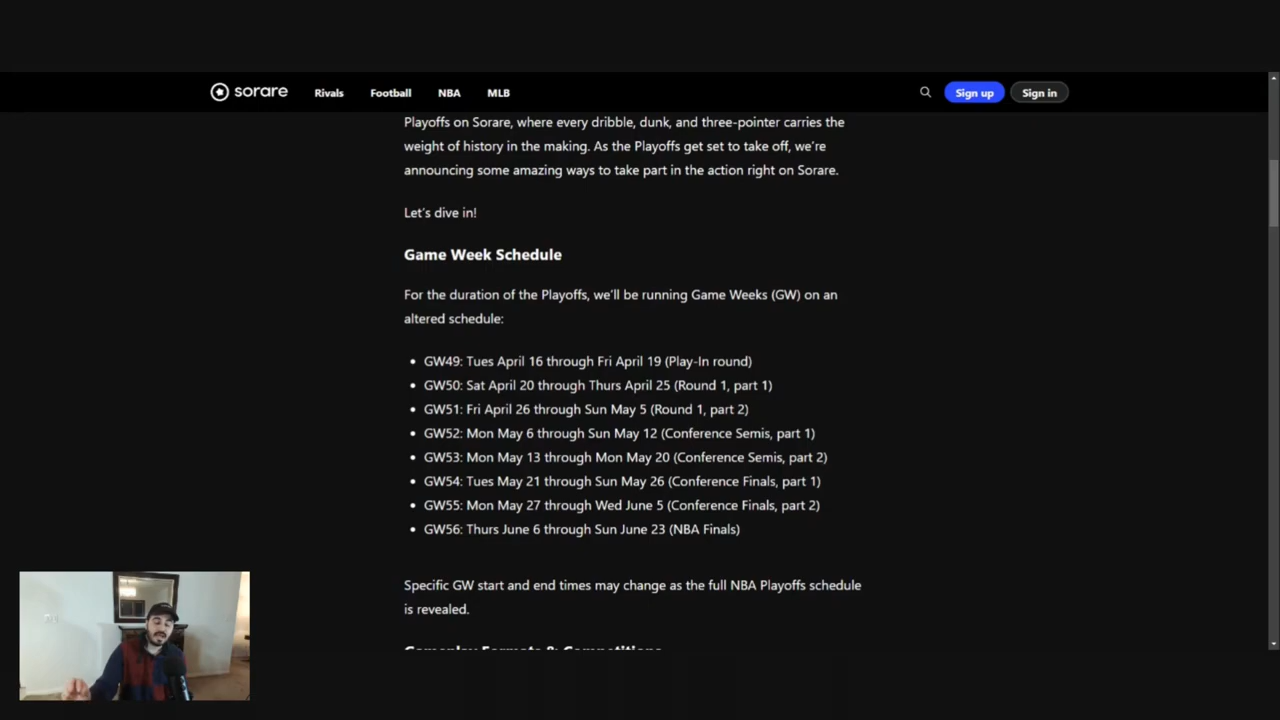 sorare Rivals Football NBA MLB Sign up Sign in
Playoffs on Sorare, where every dribble, dunk, and three-pointer carries the
weight of history in the making. As the Playoffs get set to take off, we're
announcing some amazing ways to take part in the action right on Sorare.
Let's dive in!
Game Week Schedule
For the duration of the Playoffs, we'll be running Game Weeks (GW) on an
altered schedule:
• GW49: Tues April 16 through Fri April 19 (Play-In round)
• GW50: Sat April 20 through Thurs April 25 (Round 1, part 1)
• GW51: Fri April 26 through Sun May 5 (Round 1, part 2)
• GW52: Mon May 6 through Sun May 12 (Conference Semis, part 1)
• GW53: Mon May 13 through Mon May 20 (Conference Semis, part 2)
• GW54: Tues May 21 through Sun May 26 (Conference Finals, part 1)
• GW55: Mon May 27 through Wed June 5 (Conference Finals, part 2)
• GW56: Thurs June 6 through Sun June 23 (NBA Finals)
Specific GW start and end times may change as the full NBA Playoffs schedule
is revealed.
Gameplay Formats & Competitions